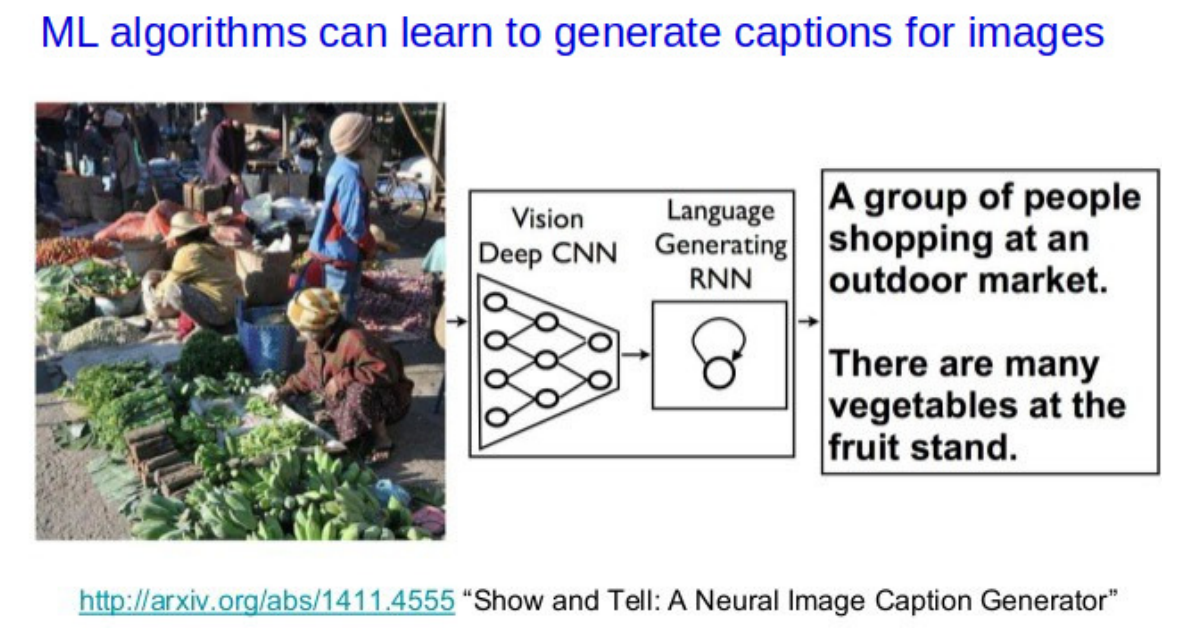 ML algorithms can learn to generate captions for images
Vision
Deep CNN
Language
Generating
RNN
A group of people
shopping at an
outdoor market.
There are many
vegetables at the
fruit stand.
http://arxiv.org/abs/1411.4555 “Show and Tell: A Neural Image Caption Generator”